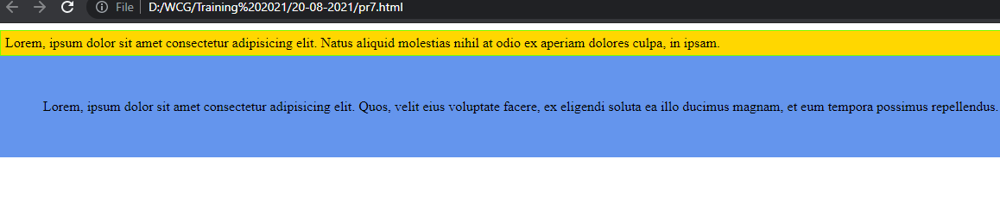 File
D:/WCG/Training%202021/20-08-2021/pr7.html
Lorem, ipsum dolor sit amet consectetur adipisicing elit. Natus aliquid molestias nihil at odio ex aperiam dolores culpa, in ipsam.
Lorem, ipsum dolor sit amet consectetur adipisicing elit. Quos, velit eius voluptate facere, ex eligendi soluta ea illo ducimus magnam, et eum tempora possimus repellendus.